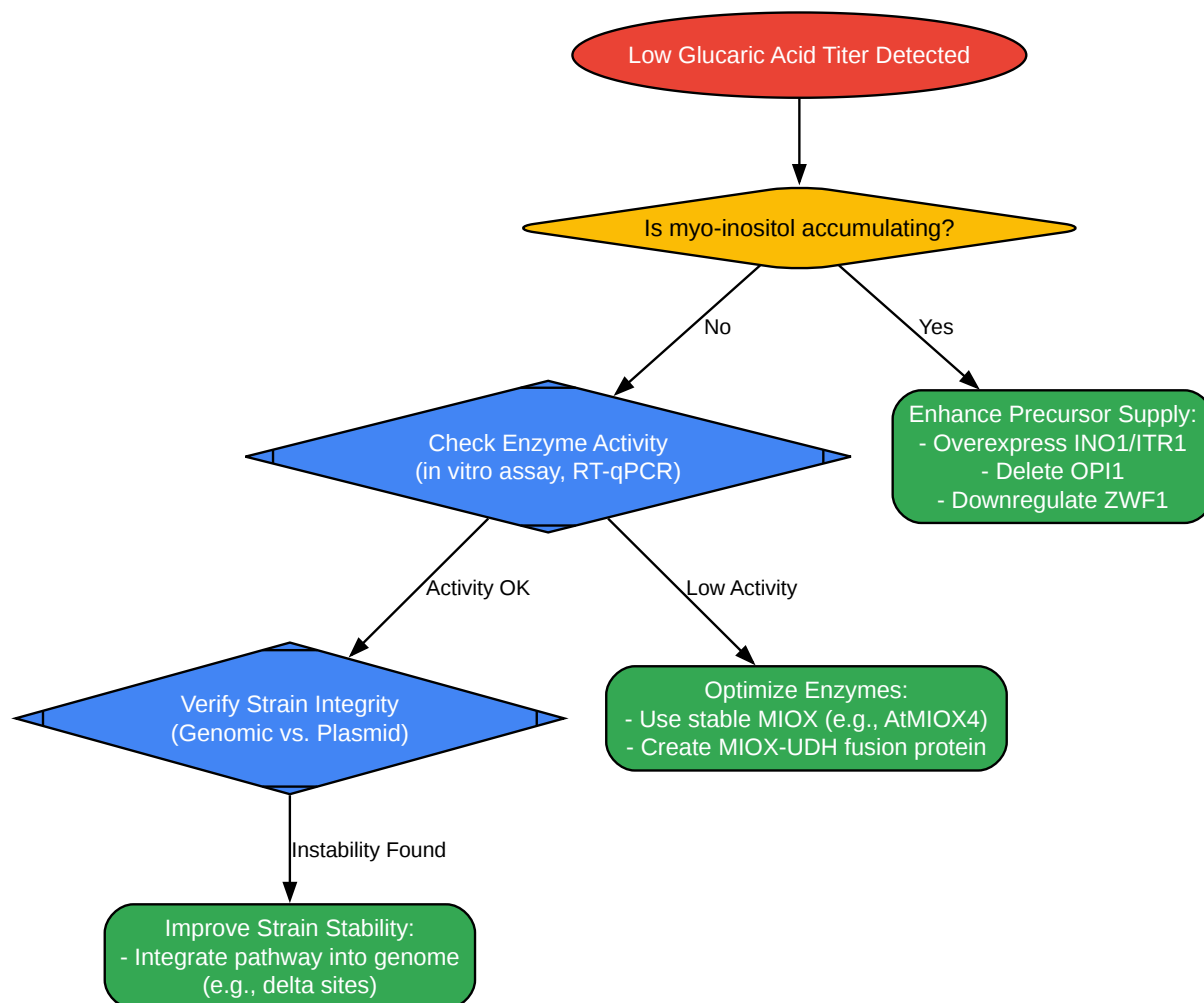 Low Glucaric Acid Titer Detected
Is myo-inositol accumulating?
No
Yes
Enhance Precursor Supply:
- Overexpress INO1/ITR1
- Delete OPI1
- Downregulate ZWF1
Check Enzyme Activity
(in vitro assay, RT-qPCR)
Activity OK
Low Activity
Verify Strain Integrity
(Genomic vs. Plasmid)
Optimize Enzymes:
- Use stable MIOX (e.g., AtMIOX4)
- Create MIOX-UDH fusion protein
Instability Found
Improve Strain Stability:
- Integrate pathway into genome
(e.g., delta sites)